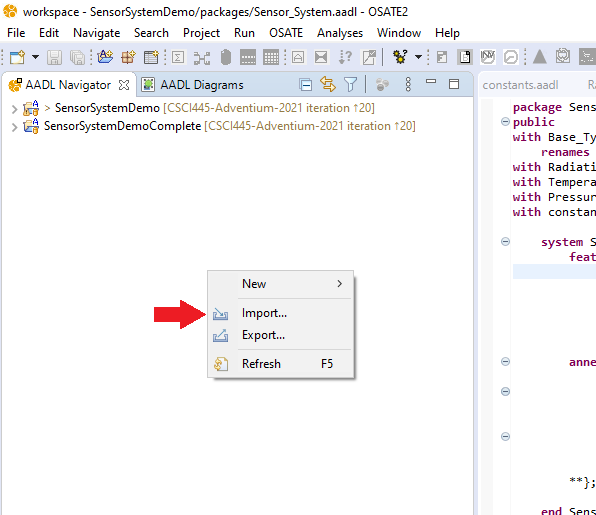 workspace - SensorSystemDemo/packages/Sensor_System.aadl - OSATE2
File Edit Navigate Search Project Run OSATE Analyses Window Help
AADL Navigator AADL Diagrams
constants.aadl
> SensorSystemDemo [CSCI445-Adventium-2021 iteration ↑20]
SensorSystemDemoComplete [CSCI445-Adventium-2021 iteration ↑20]
New
Import...
Export...
Refresh F5
package Sens
public
with Base_Ty
renames
with Radiati
with Tempera
with Pressur
with constan
system S
feat
anne
**};
end Sens